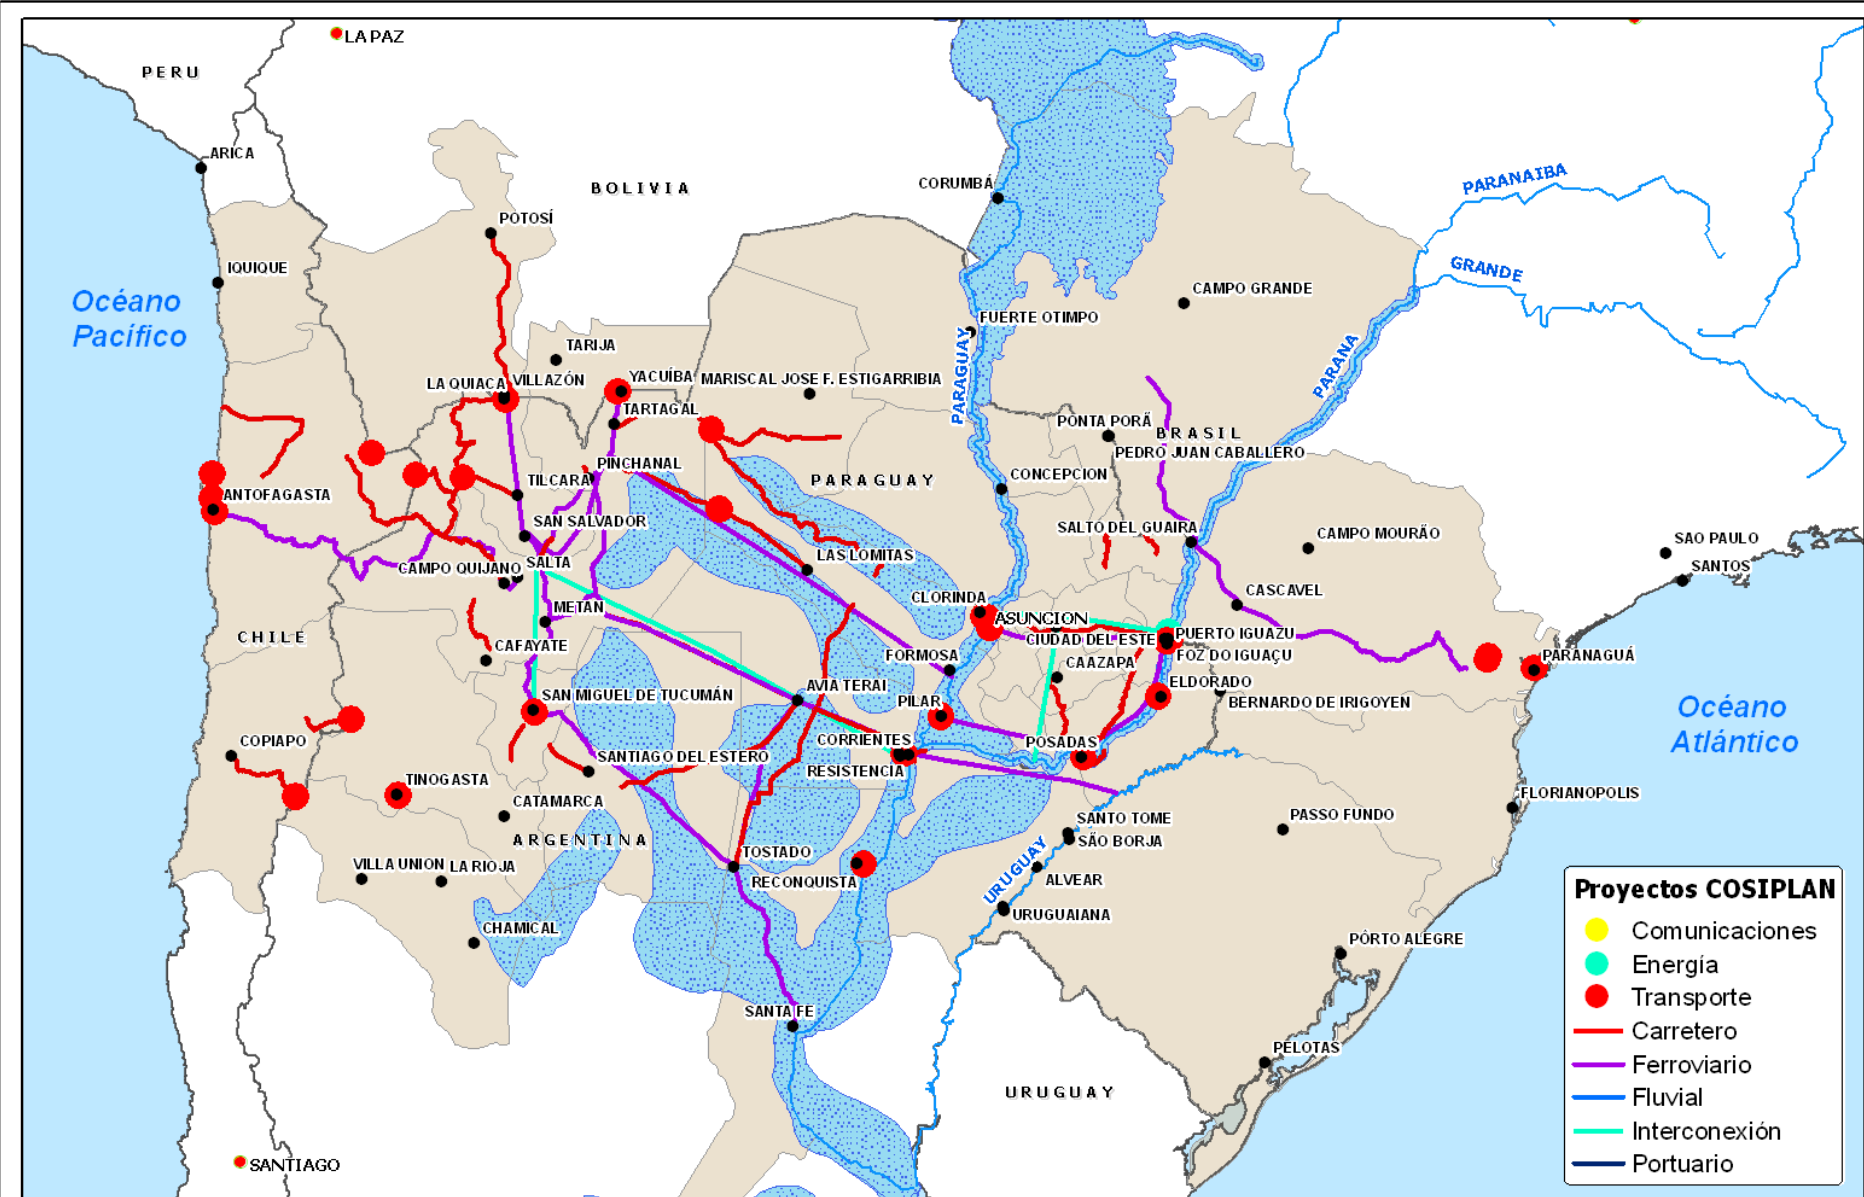 LA PAZ
PERU
ARICA
BOLIVIA
CORUMBÁ
PARANAIBA
POTOSÍ
IQUIQUE
GRANDE
CAMPO GRANDE
Océano
Pacífico
FUERTE OTIMPO
PARAGUAY
PARANA
TARIJA
LA QUIACA
VILLAZÓN
YACUÍBA
MARISCAL JOSE F. ESTIGARRIBIA
TARTAGAL
PONTA PORÃ
BRASIL
PEDRO JUAN CABALLERO
PINCHANAL
TILCARA
PARAGUAY
CONCEPCION
ANTOFAGASTA
SAN SALVADOR
SALTO DEL GUAIRA
CAMPO MOURÃO
SAO PAULO
SANTOS
CAMPO QUIJANO
SALTA
LAS LOMITAS
CASCAVEL
CLORINDA
METAN
ASUNCION
CHILE
CIUDAD DEL ESTE
PUERTO IGUAZU
CAFAYATE
FORMOSA
CAAZAPA
FOZ DO IGUAÇU
PARANAGUÁ
SAN MIGUEL DE TUCUMÁN
AVIA TERAI
PILAR
ELDORADO
BERNARDO DE IRIGOYEN
Océano
Atlántico
COPIAPO
CORRIENTES
POSADAS
SANTIAGO DEL ESTERO
RESISTENCIA
TINOGASTA
CATAMARCA
FLORIANOPOLIS
ARGENTINA
SANTO TOME
PASSO FUNDO
SÃO BORJA
VILLA UNION
LA RIOJA
TOSTADO
RECONQUISTA
URUGUAY
ALVEAR
URUGUAIANA
CHAMICAL
PÔRTO ALEGRE
SANTA FE
PELOTAS
URUGUAY
SANTIAGO
Proyectos COSIPLAN
Comunicaciones
Energía
Transporte
Carretero
Ferroviario
Fluvial
Interconexión
Portuario